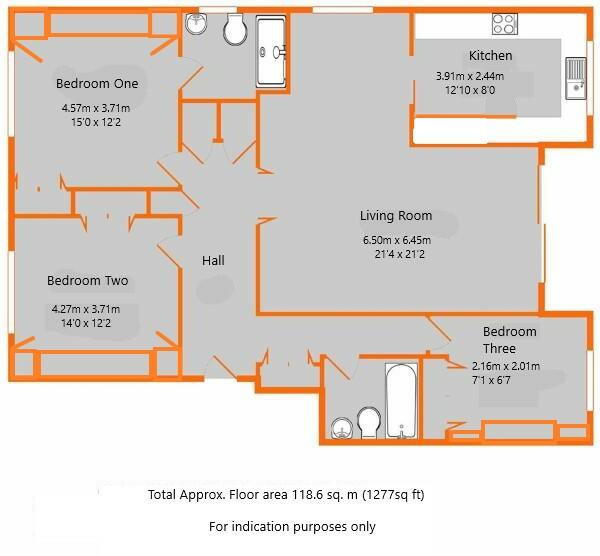 Bedroom One
4.57m x 3.71m
15'0 x 12'2
Kitchen
3.91m x 2.44m
12'10 x 8'0
Living Room
6.50m x 6.45m
21'4 x 21'2
Hall
Bedroom Two
4.27m x 3.71m
14'0 x 12'2
Bedroom
Three
2.16m x 2.01m
7'1 x 6'7
Total Approx. Floor area 118.6 sq. m (1277sq ft)
For indication purposes only